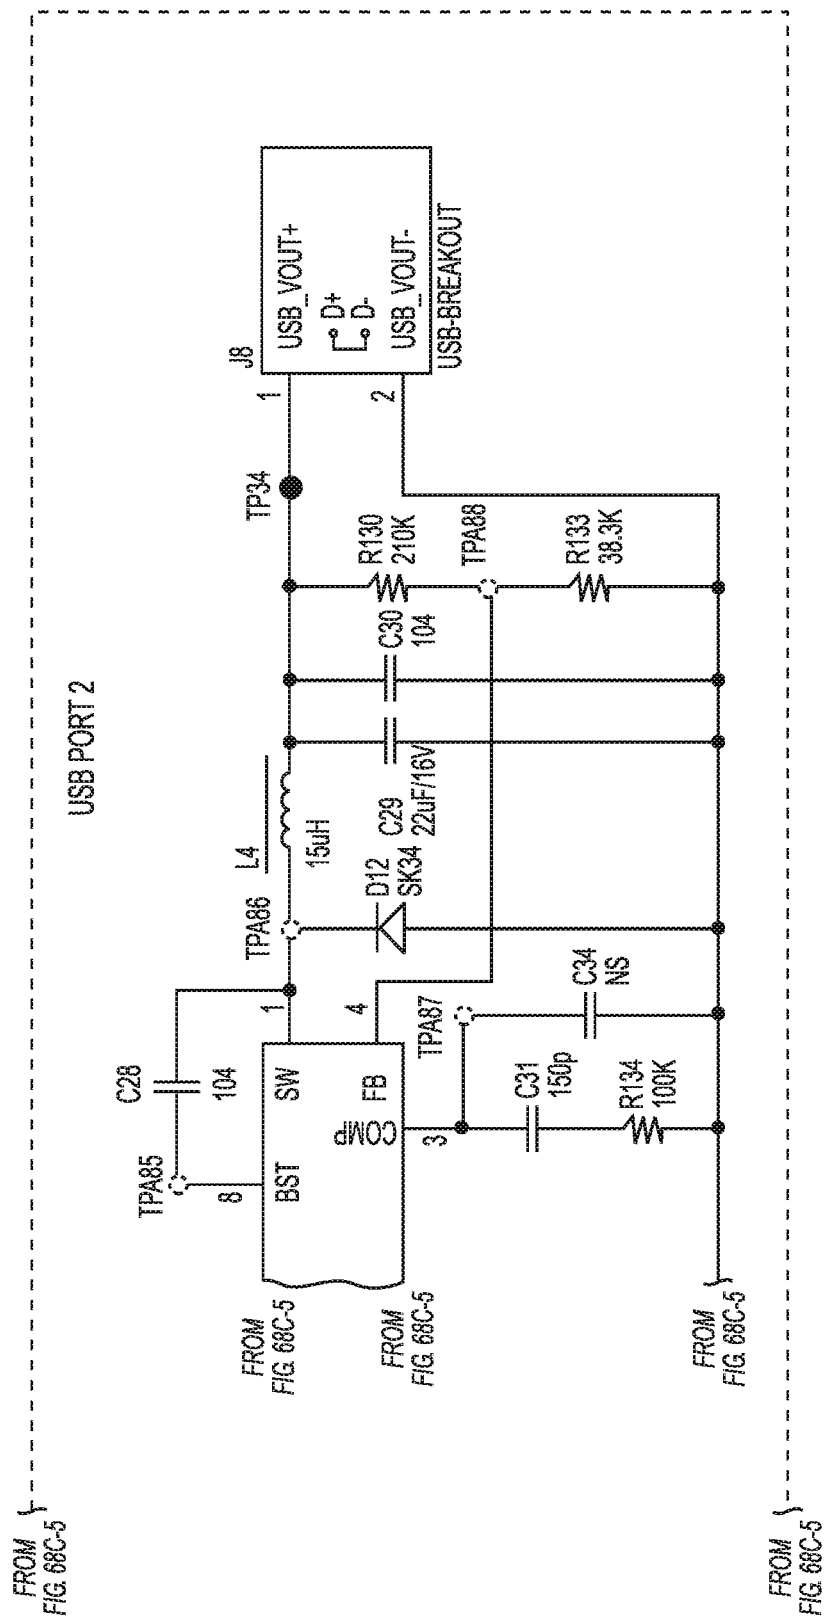 USB PORT 2
FROM
FIG. 68C-5
FROM
FIG. 68C-5
FROM
FIG. 68C-5
FROM
FIG. 68C-5
FROM
FIG. 68C-5
TPA85
8
BST
C28
104
SW
1
FB
4
COMP
3
TPA86
L4
15uH
D12
SK34
TPA87
C31
150p
R134
100K
C34
NS
C29
22uF/16V
C30
104
R130
210K
TPA88
R133
38.3K
TP34
1
2
J8
USB_VOUT+
D+
D-
USB_VOUT-
USB-BREAKOUT